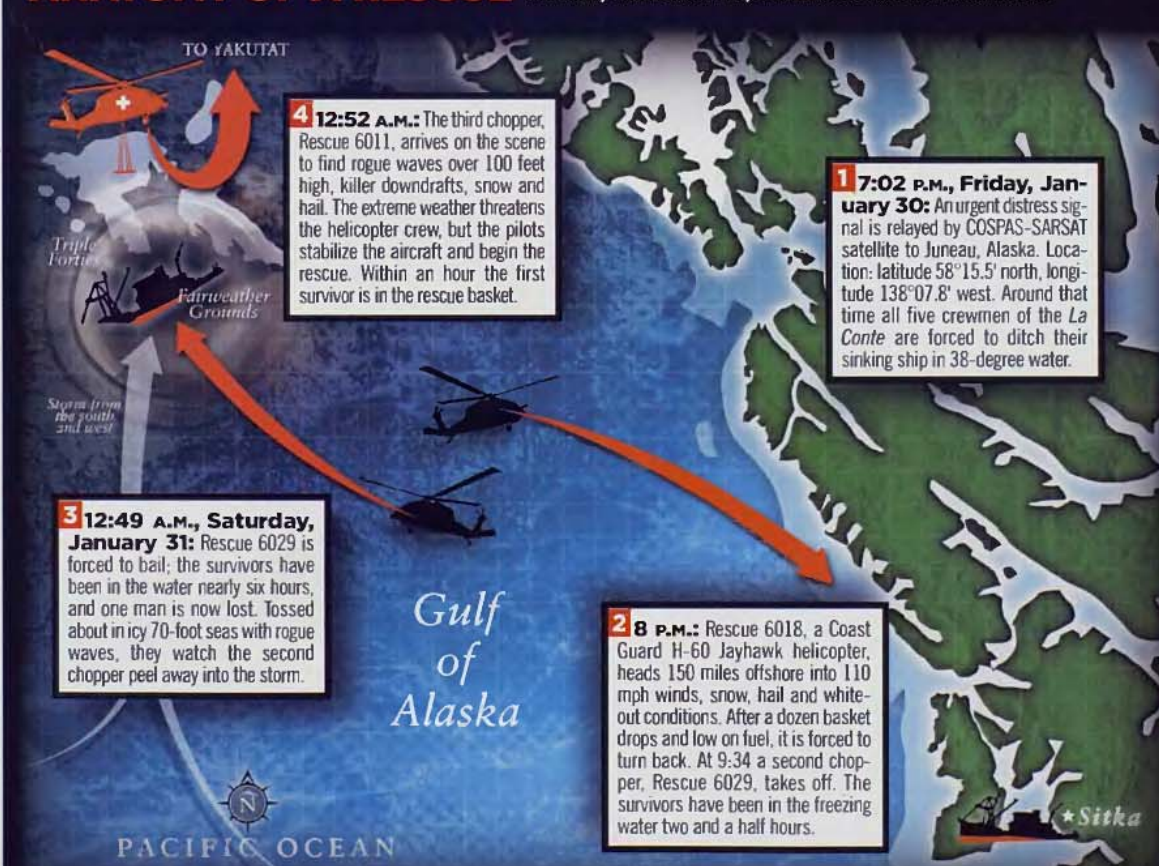 TO YAKUTAT
4 12:52 A.M.: The third chopper,
Rescue 6011, arrives on the scene
to find rogue waves over 100 feet
high, killer downdrafts, snow and
hail. The extreme weather threatens
the helicopter crew, but the pilots
stabilize the aircraft and begin the
rescue. Within an hour the first
survivor is in the rescue basket.
1 7:02 P.M., Friday, Jan-
uary 30: An urgent distress sig-
nal is relayed by COSPAS-SARSAT
satellite to Juneau, Alaska. Loca-
tion: latitude 58°15.5' north, longi-
tude 138°07.8' west. Around that
time all five crewmen of the La
Conte are forced to ditch their
sinking ship in 38-degree water.
Triple
Forties
Fairweather
Grounds
Storm from
the south
and west
3 12:49 A.M., Saturday,
January 31: Rescue 6029 is
forced to bail; the survivors have
been in the water nearly six hours,
and one man is now lost. Tossed
about in icy 70-foot seas with rogue
waves, they watch the second
chopper peel away into the storm.
Gulf
of
Alaska
2 8 P.M.: Rescue 6018, a Coast
Guard H-60 Jayhawk helicopter,
heads 150 miles offshore into 110
mph winds, snow, hail and white-
out conditions. After a dozen basket
drops and low on fuel, it is forced to
turn back. At 9:34 a second chop-
per, Rescue 6029, takes off. The
survivors have been in the freezing
water two and a half hours.
N
PACIFIC OCEAN
Sitka